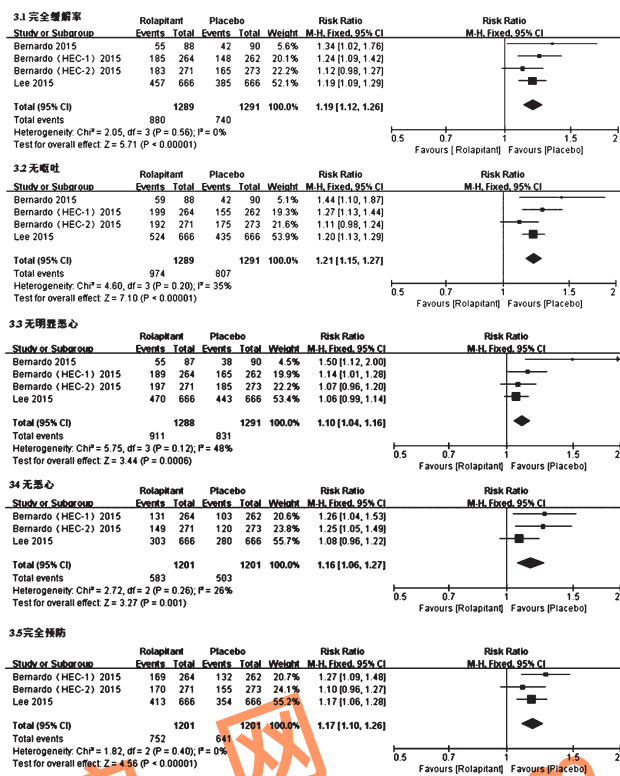 3.1 完全缓解率
Rolapitant Placebo Risk Ratio Risk Ratio
Study or Subgroup Events Total Events Total Weight M-H, Fixed, 95% CI M-H, Fixed, 95% CI
Bernardo 2015 55 88 42 90 5.6% 1.34 [1.02, 1.76]
Bernardo (HEC-1) 2015 185 264 148 262 20.1% 1.24 [1.09, 1.42]
Bernardo (HEC-2) 2015 183 271 165 273 22.2% 1.12 [0.98, 1.27]
Lee 2015 457 666 385 666 52.1% 1.19 [1.09, 1.29]
Total (95% CI) 1289 1291 100.0% 1.19 [1.12, 1.26]
Total events 880 740
Heterogeneity: Chi² = 2.05, df = 3 (P = 0.56); I² = 0%
Test for overall effect: Z = 5.71 (P < 0.00001)
0.5 0.7 1 1.5 2
Favours [ Rolapitant] Favours [Placebo]
3.2 无呕吐
Rolapitant Placebo Risk Ratio Risk Ratio
Study or Subgroup Events Total Events Total Weight M-H, Fixed, 95% CI M-H, Fixed, 95% CI
Bernardo 2015 59 88 42 90 5.1% 1.44 [1.10, 1.87]
Bernardo (HEC-1) 2015 199 264 155 262 19.3% 1.27 [1.13, 1.44]
Bernardo (HEC-2) 2015 192 271 175 273 21.6% 1.11 [0.98, 1.24]
Lee 2015 524 666 435 666 53.9% 1.20 [1.13, 1.29]
Total (95% CI) 1289 1291 100.0% 1.21 [1.15, 1.27]
Total events 974 807
Heterogeneity: Chi² = 4.60, df = 3 (P = 0.20); I² = 35%
Test for overall effect: Z = 7.10 (P < 0.00001)
0.5 0.7 1 1.5 2
Favours [Rolapitant] Favours [Placebo]
3.3 无明显恶心
Rolapitant Placebo Risk Ratio Risk Ratio
Study or Subgroup Events Total Events Total Weight M-H, Fixed, 95% CI M-H, Fixed, 95% CI
Bernardo 2015 55 87 38 90 4.5% 1.50 [1.12, 2.00]
Bernardo (HEC-1) 2015 189 264 165 262 19.9% 1.14 [1.01, 1.28]
Bernardo (HEC-2) 2015 197 271 185 273 22.2% 1.07 [0.96, 1.20]
Lee 2015 470 666 443 666 53.4% 1.06 [0.99, 1.14]
Total (95% CI) 1288 1291 100.0% 1.10 [1.04, 1.16]
Total events 911 831
Heterogeneity: Chi² = 5.75, df = 3 (P = 0.12); I² = 48%
Test for overall effect: Z = 3.44 (P = 0.0006)
0.5 0.7 1 1.5 2
Favours [Rolapitant] Favours [Placebo]
34 无恶心
Rolapitant Placebo Risk Ratio Risk Ratio
Study or Subgroup Events Total Events Total Weight M-H, Fixed, 95% CI M-H, Fixed, 95% CI
Bernardo (HEC-1) 2015 131 264 103 262 20.6% 1.26 [1.04, 1.53]
Bernardo (HEC-2) 2015 149 271 120 273 23.8% 1.25 [1.05, 1.49]
Lee 2015 303 666 280 666 55.7% 1.08 [0.96, 1.22]
Total (95% CI) 1201 1201 100.0% 1.16 [1.06, 1.27]
Total events 583 503
Heterogeneity: Chi² = 2.72, df = 2 (P = 0.26); I² = 26%
Test for overall effect: Z = 3.27 (P = 0.001)
0.5 0.7 1 1.5 2
Favours [Rolapitant] Favours [Placebo]
3.5完全预防
Rolapitant Placebo Risk Ratio Risk Ratio
Study or Subgroup Events Total Events Total Weight M-H, Fixed, 95% CI M-H, Fixed, 95% CI
Bernardo (HEC-1) 2015 169 264 132 262 20.7% 1.27 [1.09, 1.48]
Bernardo (HEC-2) 2015 170 271 155 273 24.1% 1.10 [0.96, 1.27]
Lee 2015 413 666 354 666 55.2% 1.17 [1.06, 1.28]
Total (95% CI) 1201 1201 100.0% 1.17 [1.10, 1.26]
Total events 752 641
Heterogeneity: Chi² = 1.82, df = 2 (P = 0.40); I² = 0%
Test for overall effect: Z = 4.56 (P < 0.00001)
0.5 0.7 1 1.5 2
Favours [Rolapitant] Favours [Placebo]
网